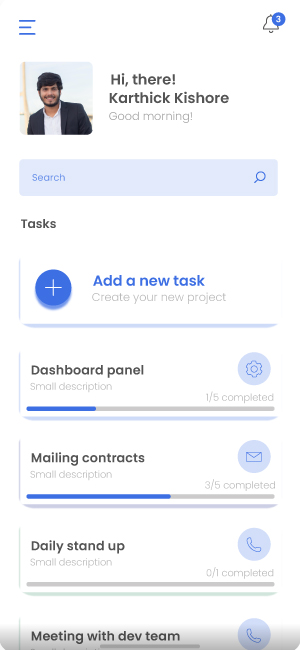 3
Hi, there!
Karthick Kishore
Good morning!
Search
Tasks
Add a new task
Create your new project
Dashboard panel
Small description
1/5 completed
Mailing contracts
Small description
3/5 completed
Daily stand up
Small description
0/1 completed
Meeting with dev team